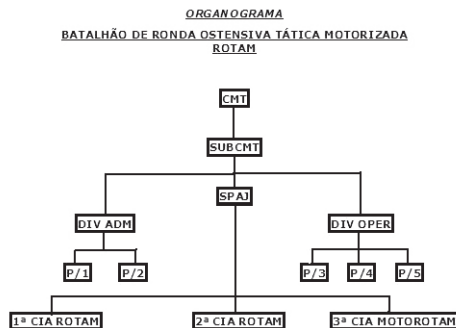 ORGANOGRAMA
BATALHÃO DE RONDA OSTENSIVA TÁTICA MOTORIZADA
ROTAM
CMT
SUBCMT
SPAJ
DIV ADM
DIV OPER
P/1
P/2
P/3
P/4
P/5
1ª CIA ROTAM
2ª CIA ROTAM
3ª CIA MOTOROTAM